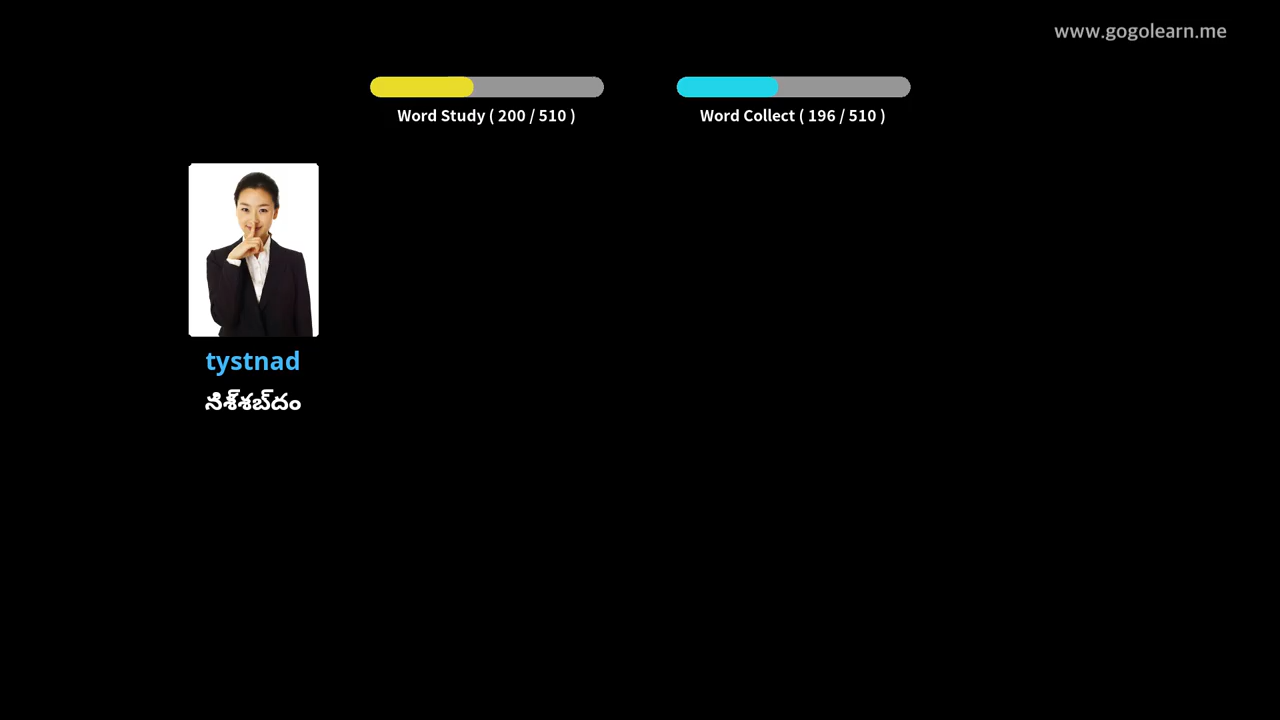 www.gogolearn.me
Word Study ( 200 / 510 )
Word Collect ( 196 / 510 )
tystnad
నిశ్‌శబ్‌దం